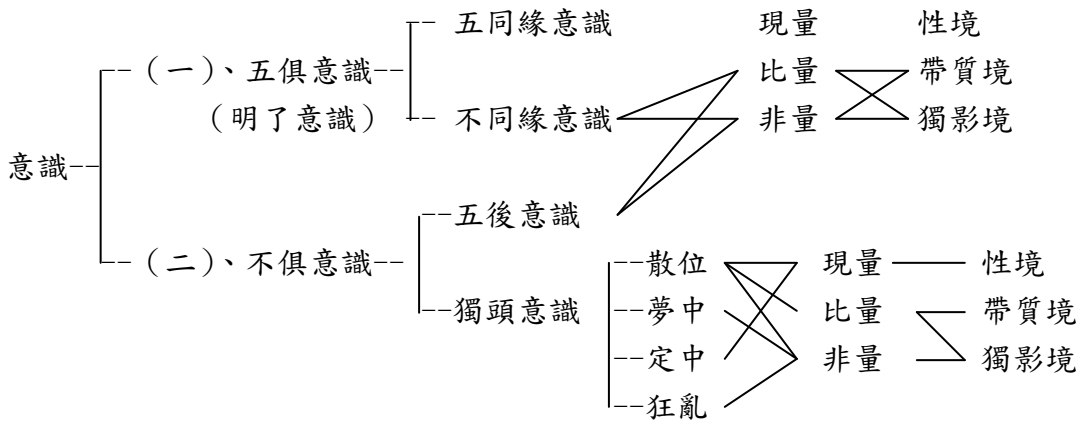 五同緣意識 現量 性境
(一)、五俱意識 比量 帶質境
(明了意識) 不同緣意識 非量 獨影境
意識
五後意識
(二)、不俱意識 散位 現量 性境
獨頭意識 夢中 比量 帶質境
定中 非量 獨影境
狂亂